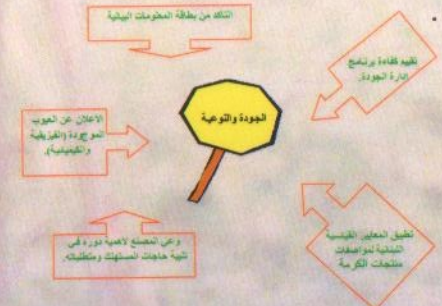 التأكد من بطاقة المعلومات البيئية
تقييم كفاءة برنامج
إدارة الجودة.
الجودة والنوعية
الاعلان عن العيوب
الموجودة (الفيزيقية
والكيميائية).
تطبيق المعايير القياسية
اللبنانية لمواصفات
منتجات الكرمة
وعي المصنع لاهمية دوره في
تلبية حاجات المستهلك ومتطلباته.